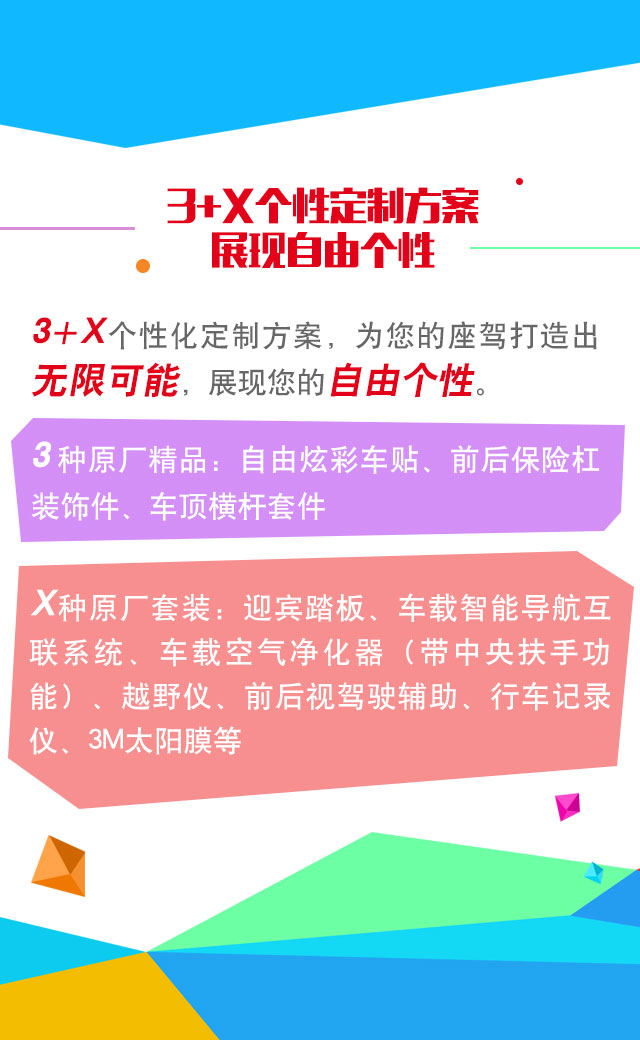 3+X个性定制方案
展现自由个性
3+X个性化定制方案，为您的座驾打造出
无限可能，展现您的自由个性。
3种原厂精品：自由炫彩车贴、前后保险杠
装饰件、车顶横杆套件
X种原厂套装：迎宾踏板、车载智能导航互
联系统、车载空气净化器（带中央扶手功
能）、越野仪、前后视驾驶辅助、行车记录
仪、3M太阳膜等